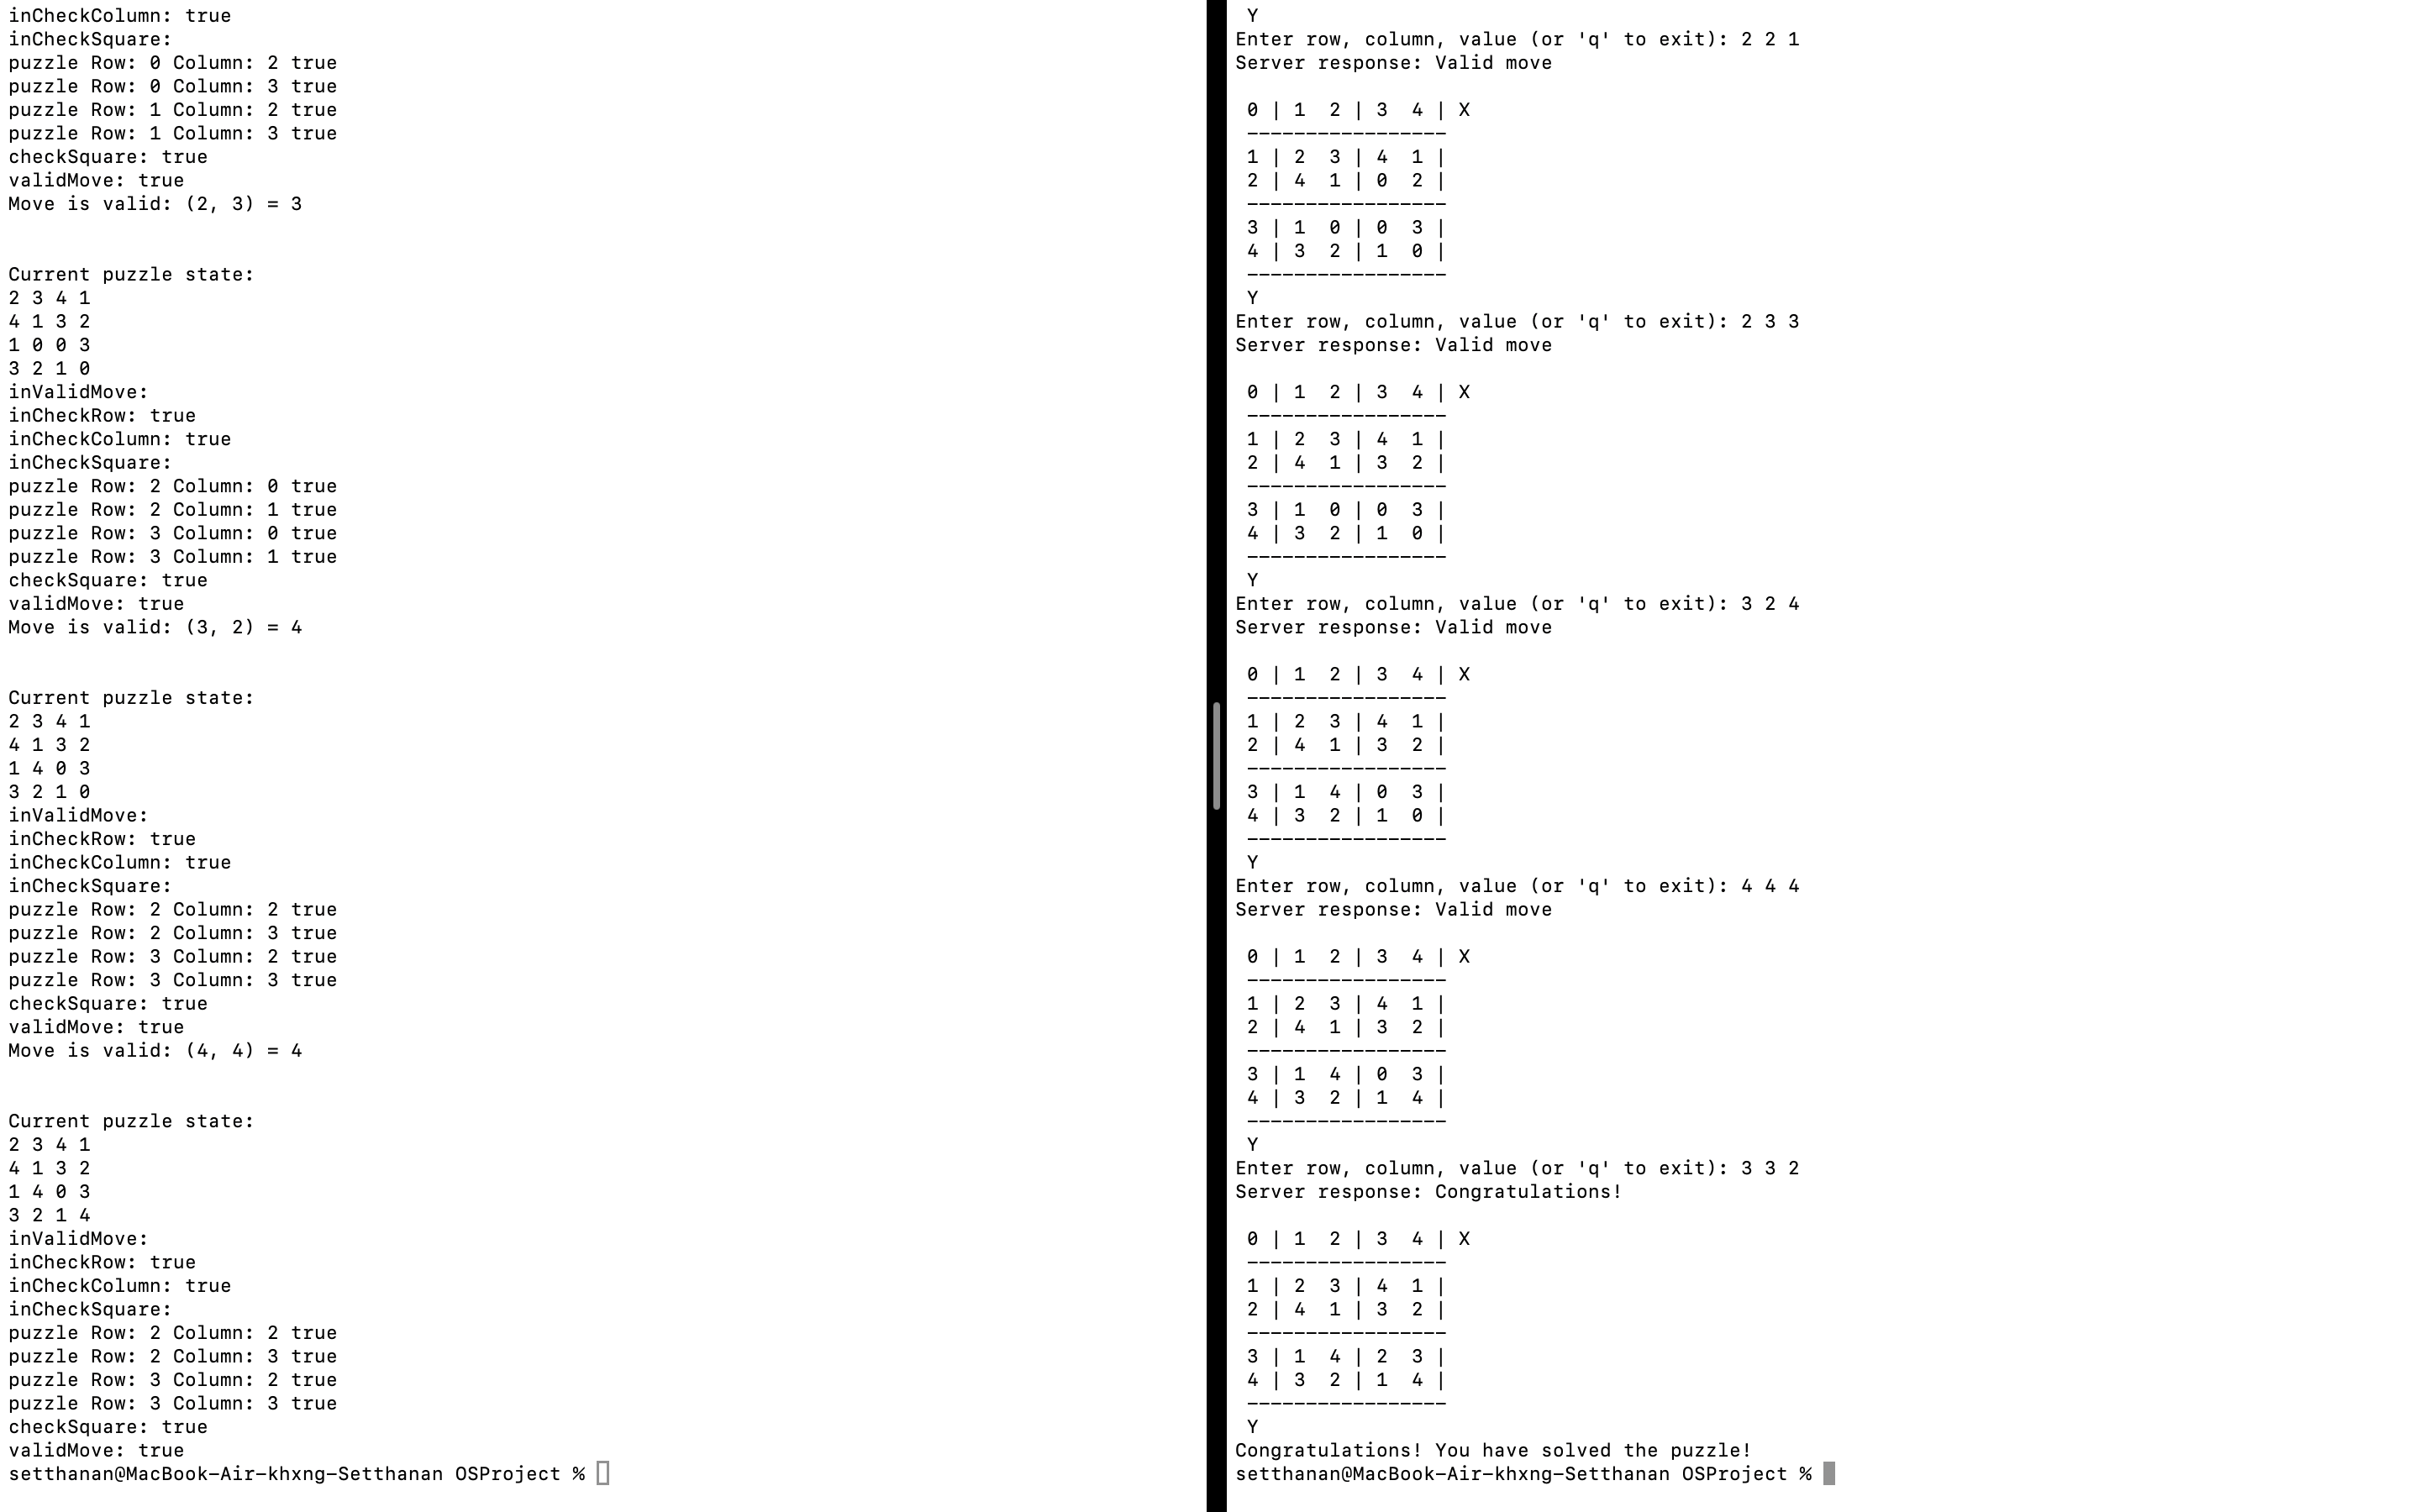 inCheckColumn: true
inCheckSquare:
puzzle Row: 0 Column: 2 true
puzzle Row: 0 Column: 3 true
puzzle Row: 1 Column: 2 true
puzzle Row: 1 Column: 3 true
checkSquare: true
validMove: true
Move is valid: (2, 3) = 3
Current puzzle state:
2 3 4 1
4 1 3 2
1 0 0 3
3 2 1 0
inValidMove:
inCheckRow: true
inCheckColumn: true
inCheckSquare:
puzzle Row: 2 Column: 0 true
puzzle Row: 2 Column: 1 true
puzzle Row: 3 Column: 0 true
puzzle Row: 3 Column: 1 true
checkSquare: true
validMove: true
Move is valid: (3, 2) = 4
Current puzzle state:
2 3 4 1
4 1 3 2
1 4 0 3
3 2 1 0
inValidMove:
inCheckRow: true
inCheckColumn: true
inCheckSquare:
puzzle Row: 2 Column: 2 true
puzzle Row: 2 Column: 3 true
puzzle Row: 3 Column: 2 true
puzzle Row: 3 Column: 3 true
checkSquare: true
validMove: true
Move is valid: (4, 4) = 4
Current puzzle state:
2 3 4 1
4 1 3 2
1 4 0 3
3 2 1 4
inValidMove:
inCheckRow: true
inCheckColumn: true
inCheckSquare:
puzzle Row: 2 Column: 2 true
puzzle Row: 2 Column: 3 true
puzzle Row: 3 Column: 2 true
puzzle Row: 3 Column: 3 true
checkSquare: true
validMove: true
setthanan@MacBook-Air-khxng-Setthanan OSProject %
Y
Enter row, column, value (or 'q' to exit): 2 2 1
Server response: Valid move
0 | 1  2 | 3  4 | X
-----------------
1 | 2  3 | 4  1 |
2 | 4  1 | 0  2 |
-----------------
3 | 1  0 | 0  3 |
4 | 3  2 | 1  0 |
-----------------
Y
Enter row, column, value (or 'q' to exit): 2 3 3
Server response: Valid move
0 | 1  2 | 3  4 | X
-----------------
1 | 2  3 | 4  1 |
2 | 4  1 | 3  2 |
-----------------
3 | 1  0 | 0  3 |
4 | 3  2 | 1  0 |
-----------------
Y
Enter row, column, value (or 'q' to exit): 3 2 4
Server response: Valid move
0 | 1  2 | 3  4 | X
-----------------
1 | 2  3 | 4  1 |
2 | 4  1 | 3  2 |
-----------------
3 | 1  4 | 0  3 |
4 | 3  2 | 1  0 |
-----------------
Y
Enter row, column, value (or 'q' to exit): 4 4 4
Server response: Valid move
0 | 1  2 | 3  4 | X
-----------------
1 | 2  3 | 4  1 |
2 | 4  1 | 3  2 |
-----------------
3 | 1  4 | 0  3 |
4 | 3  2 | 1  4 |
-----------------
Y
Enter row, column, value (or 'q' to exit): 3 3 2
Server response: Congratulations!
0 | 1  2 | 3  4 | X
-----------------
1 | 2  3 | 4  1 |
2 | 4  1 | 3  2 |
-----------------
3 | 1  4 | 2  3 |
4 | 3  2 | 1  4 |
-----------------
Y
Congratulations! You have solved the puzzle!
setthanan@MacBook-Air-khxng-Setthanan OSProject %